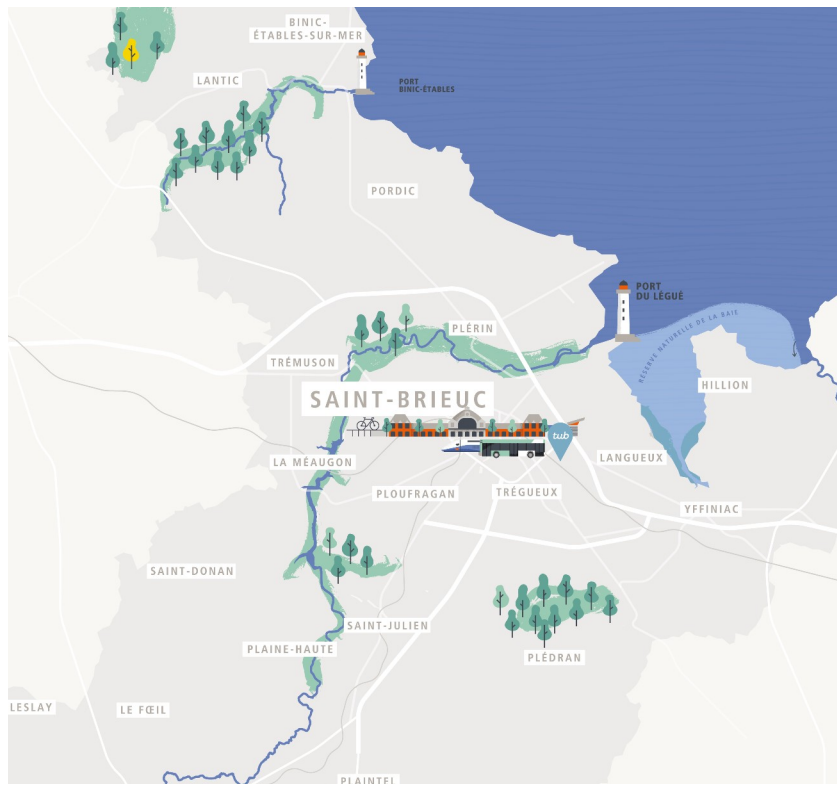 BINIC-
ÉTABLES-SUR-MER
LANTIC
PORT
BINIC-ÉTABLES
PORDIC
PORT
DU LÉGUÉ
RÉSERVE NATURELLE DE LA BAIE
PLÉRIN
TRÉMUSON
HILLION
SAINT-BRIEUC
tub
LA MÉAUGON
LANGUEUX
PLOUFRAGAN
TRÉGUEUX
YFFINIAC
SAINT-DONAN
SAINT-JULIEN
PLAINE-HAUTE
PLÉDRAN
LESLAY
LE FŒIL
PLAINTEL